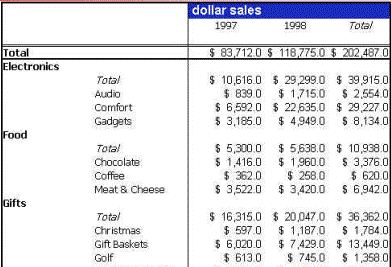 dollar sales
1997 1998 Total
Total $ 83,712.0 $ 118,775.0 $ 202,487.0
Electronics
Total $ 10,616.0 $ 29,299.0 $ 39,915.0
Audio $ 839.0 $ 1,715.0 $ 2,554.0
Comfort $ 6,592.0 $ 22,635.0 $ 29,227.0
Gadgets $ 3,185.0 $ 4,949.0 $ 8,134.0
Food
Total $ 5,300.0 $ 5,638.0 $ 10,938.0
Chocolate $ 1,416.0 $ 1,960.0 $ 3,376.0
Coffee $ 362.0 $ 258.0 $ 620.0
Meat & Cheese $ 3,522.0 $ 3,420.0 $ 6,942.0
Gifts
Total $ 16,315.0 $ 20,047.0 $ 36,362.0
Christmas $ 597.0 $ 1,187.0 $ 1,784.0
Gift Baskets $ 6,020.0 $ 7,429.0 $ 13,449.0
Golf $ 613.0 $ 745.0 $ 1,358.0